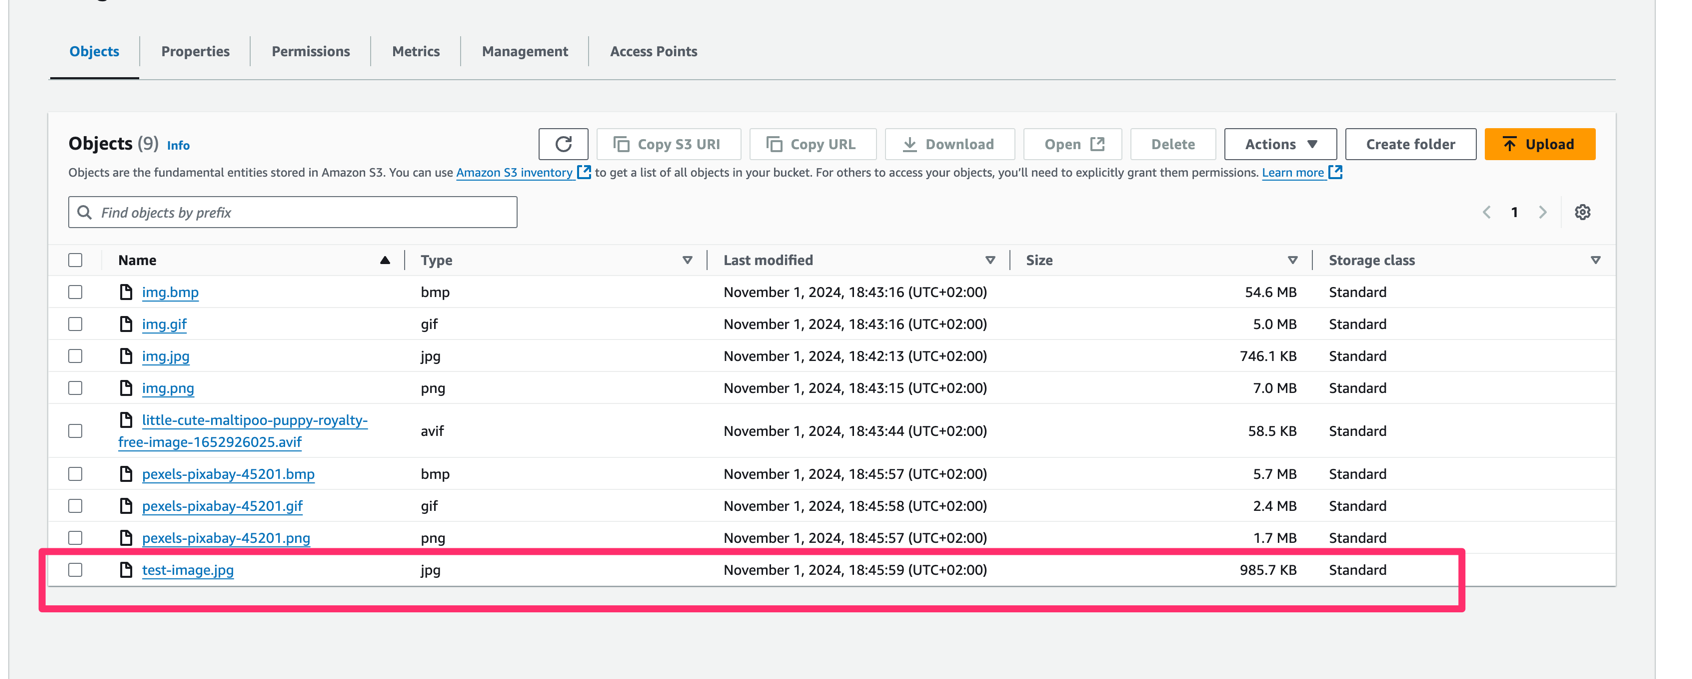 Objects Properties Permissions Metrics Management Access Points
Objects (9) Info Copy S3 URI Copy URL Download Open Delete Actions Create folder Upload
Objects are the fundamental entities stored in Amazon S3. You can use Amazon S3 inventory to get a list of all objects in your bucket. For others to access your objects, you'll need to explicitly grant them permissions. Learn more
Find objects by prefix 1
Name Type Last modified Size Storage class
img.bmp bmp November 1, 2024, 18:43:16 (UTC+02:00) 54.6 MB Standard
img.gif gif November 1, 2024, 18:43:16 (UTC+02:00) 5.0 MB Standard
img.jpg jpg November 1, 2024, 18:42:13 (UTC+02:00) 746.1 KB Standard
img.png png November 1, 2024, 18:43:15 (UTC+02:00) 7.0 MB Standard
little-cute-maltipoo-puppy-royalty-
free-image-1652926025.avif avif November 1, 2024, 18:43:44 (UTC+02:00) 58.5 KB Standard
pexels-pixabay-45201.bmp bmp November 1, 2024, 18:45:57 (UTC+02:00) 5.7 MB Standard
pexels-pixabay-45201.gif gif November 1, 2024, 18:45:58 (UTC+02:00) 2.4 MB Standard
pexels-pixabay-45201.png png November 1, 2024, 18:45:57 (UTC+02:00) 1.7 MB Standard
test-image.jpg jpg November 1, 2024, 18:45:59 (UTC+02:00) 985.7 KB Standard